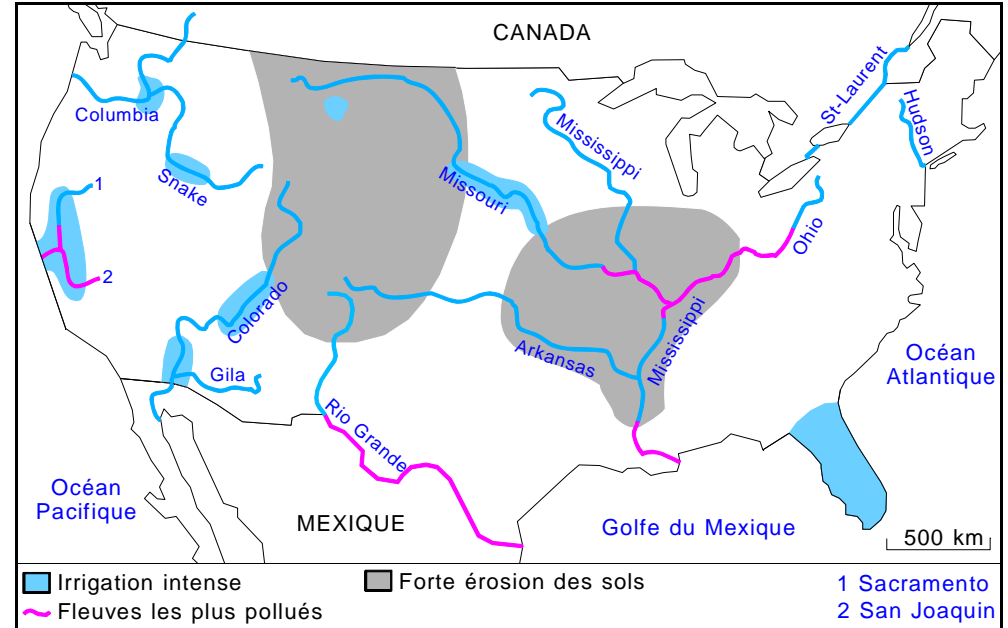 CANADA
Columbia
Snake
1
2
Colorado
Gila
Missouri
Mississippi
St-Laurent
Hudson
Ohio
Mississippi
Arkansas
Rio Grande
Océan
Atlantique
Océan
Pacifique
MEXIQUE
Golfe du Mexique
500 km
Irrigation intense
Forte érosion des sols
1 Sacramento
Fleuves les plus pollués
2 San Joaquin